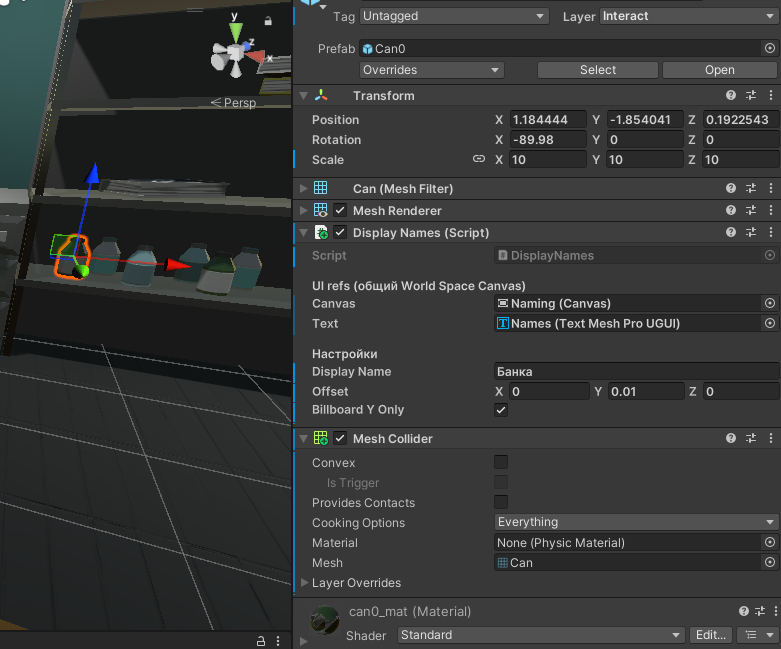 Tag Untagged Layer Interact
Prefab Can0
Overrides Select Open
Transform
Position X 1.184444 Y -1.854041 Z 0.1922543
Rotation X -89.98 Y 0 Z 0
Scale X 10 Y 10 Z 10
Can (Mesh Filter)
Mesh Renderer
Display Names (Script)
Script DisplayNames
UI refs (общий World Space Canvas)
Canvas Naming (Canvas)
Text Names (Text Mesh Pro UGUI)
Настройки
Display Name Банка
Offset X 0 Y 0.01 Z 0
Billboard Y Only
Mesh Collider
Convex
Is Trigger
Provides Contacts
Cooking Options Everything
Material None (Physic Material)
Mesh Can
Layer Overrides
can0_mat (Material)
Shader Standard Edit...
y
z
x
Persp